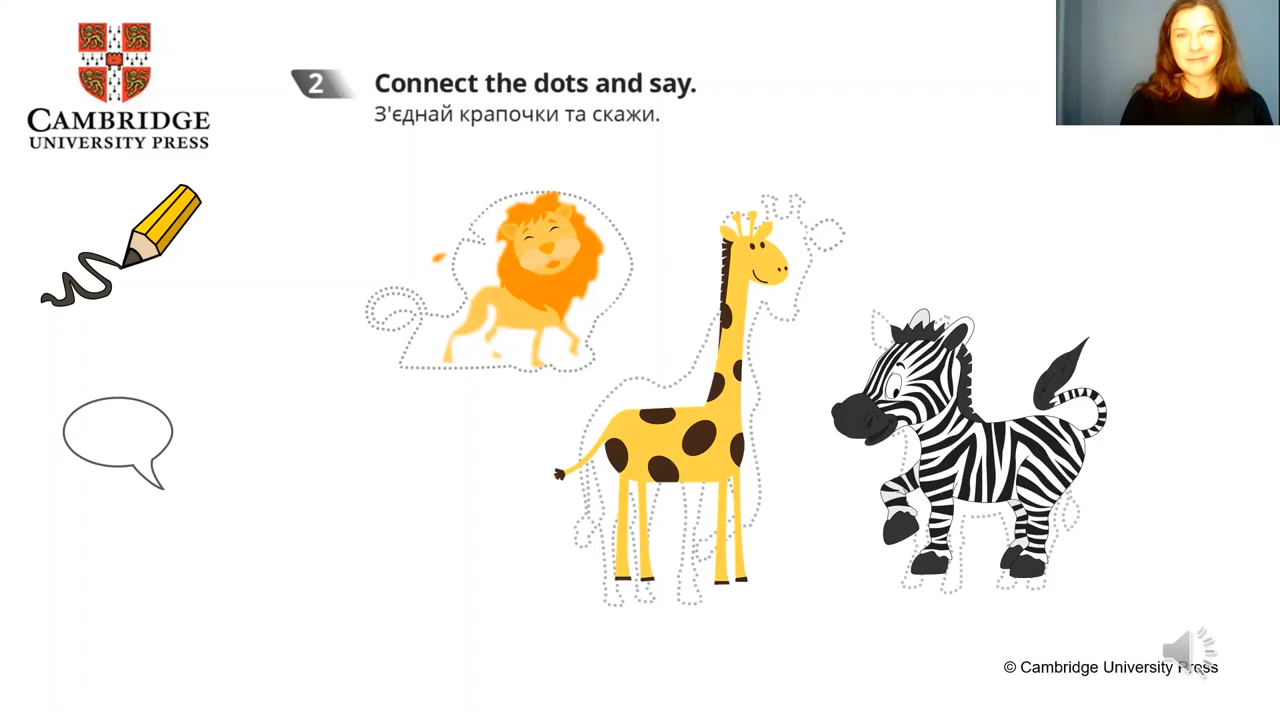 CAMBRIDGE
UNIVERSITY PRESS
2
Connect the dots and say.
З'єднай крапочки та скажи.
© Cambridge University Press